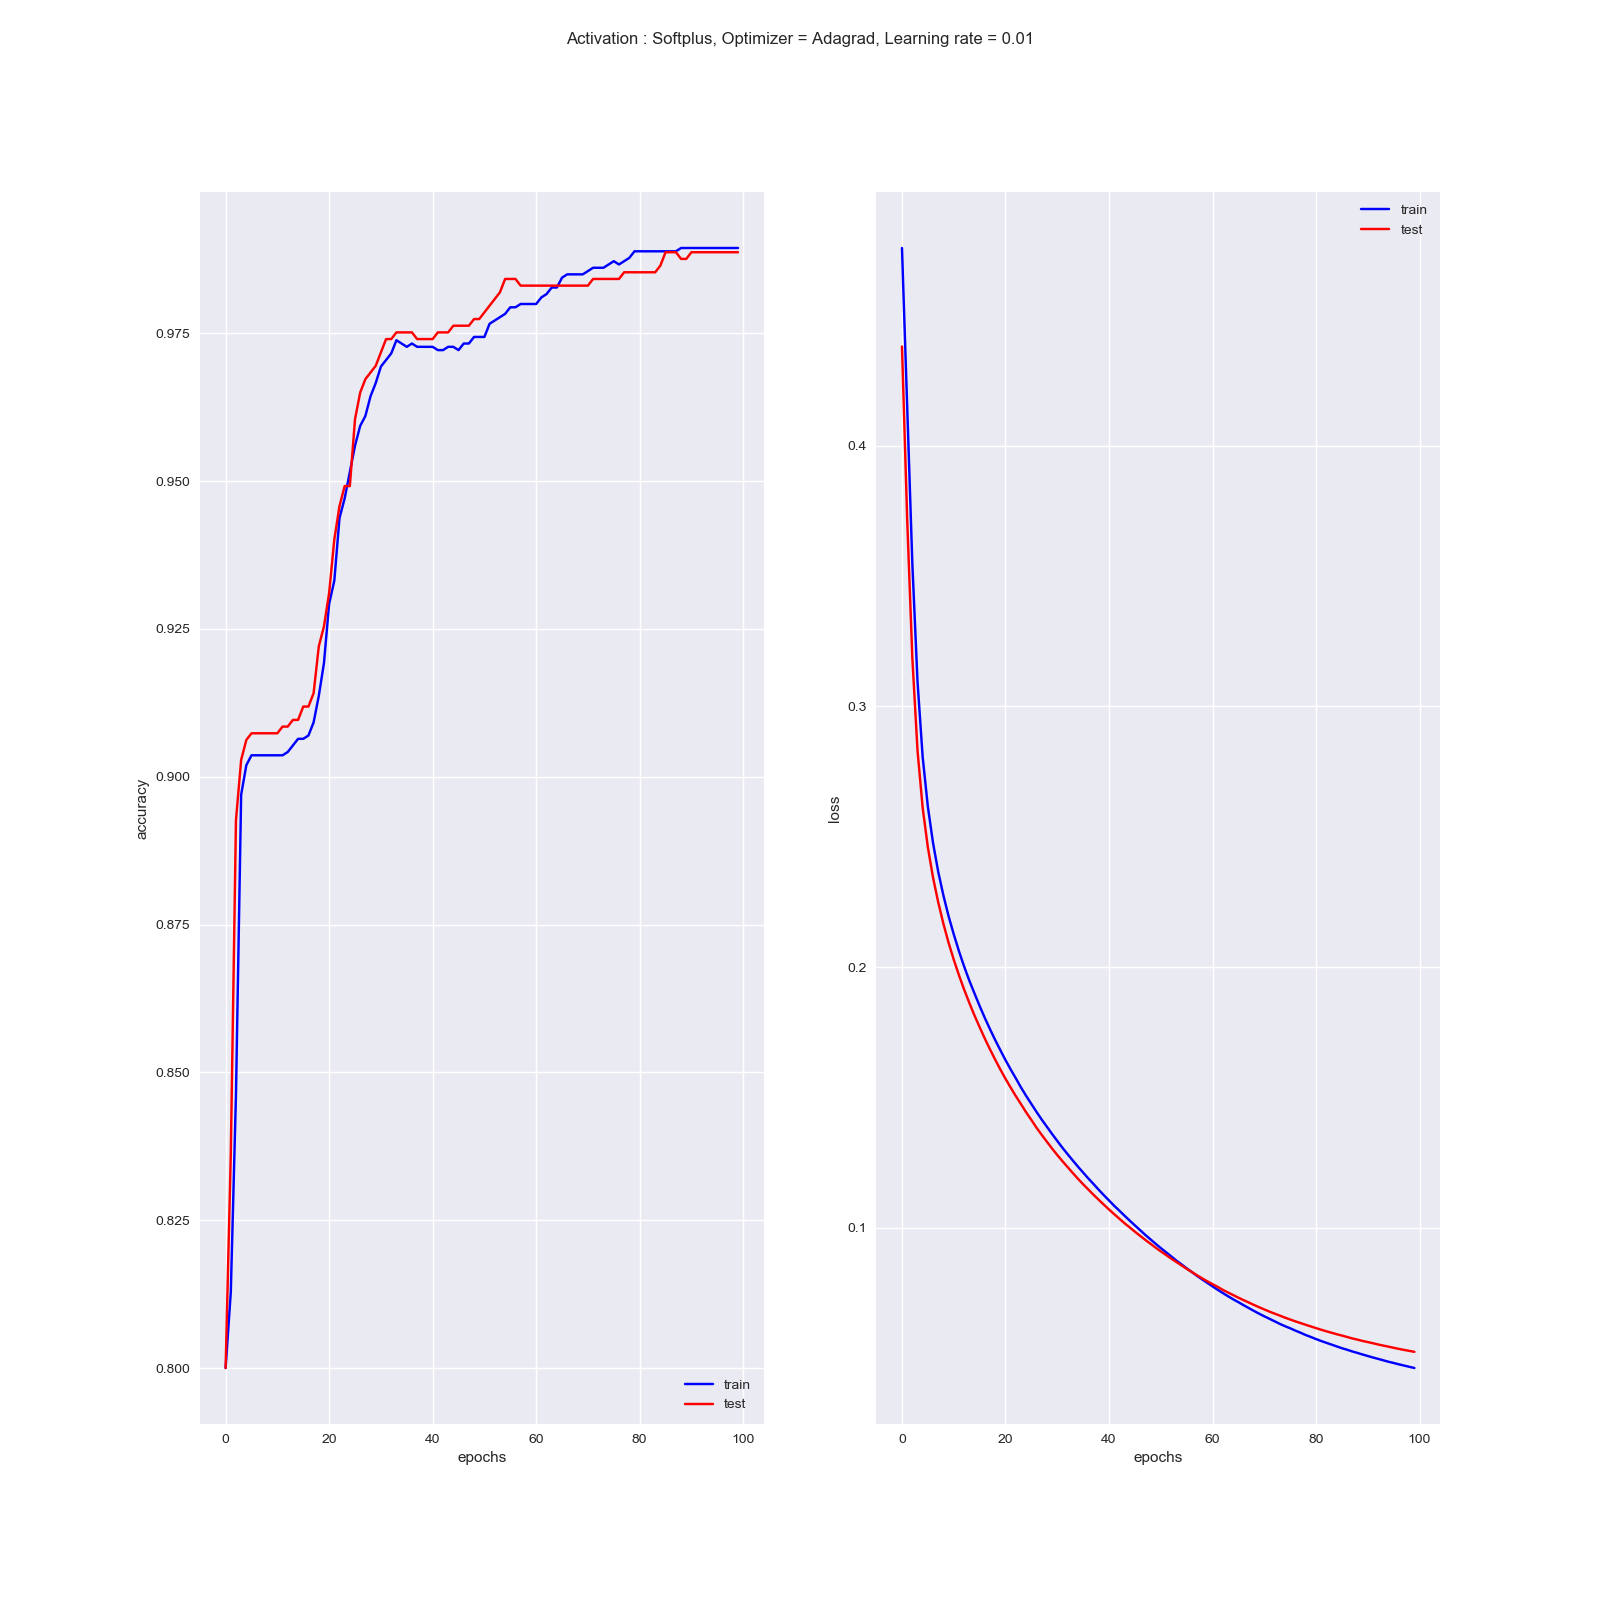 Activation : Softplus, Optimizer = Adagrad, Learning rate = 0.01
accuracy
0.975
0.950
0.925
0.900
0.875
0.850
0.825
0.800
train
test
0 20 40 60 80 100
epochs
loss
train
test
0.4
0.3
0.2
0.1
0 20 40 60 80 100
epochs